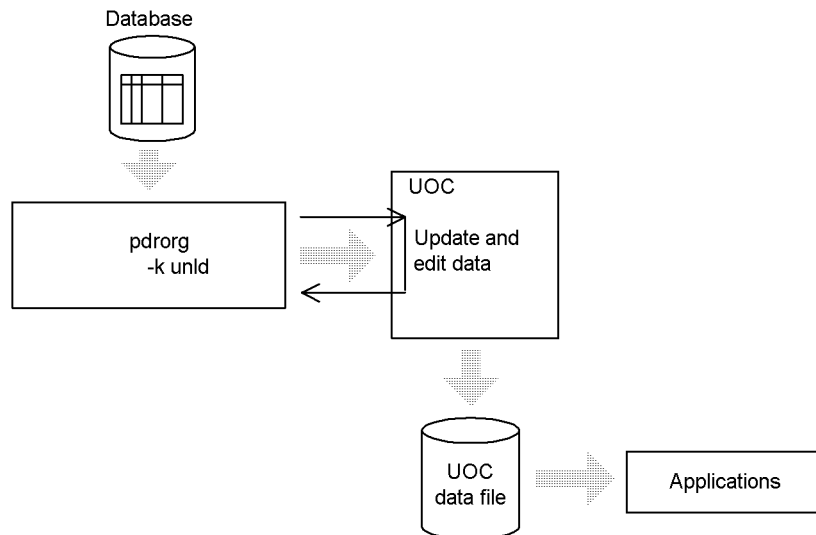 Database
pdrorg
-k unld
UOC
Update and
edit data
UOC
data file
Applications